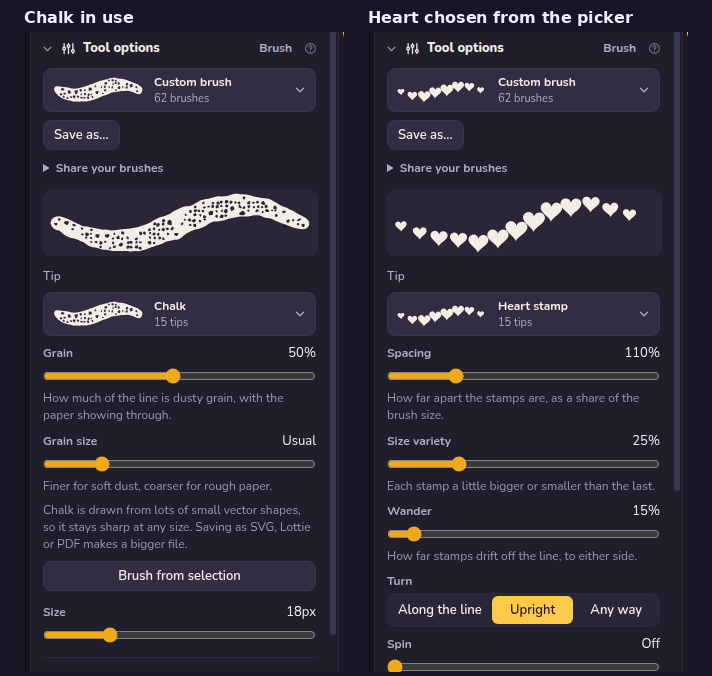 Chalk in use
Tool options
Brush
Custom brush
62 brushes
Save as...
Share your brushes
Tip
Chalk
15 tips
Grain
50%
How much of the line is dusty grain, with the
paper showing through.
Grain size
Usual
Finer for soft dust, coarser for rough paper.
Chalk is drawn from lots of small vector shapes,
so it stays sharp at any size. Saving as SVG, Lottie
or PDF makes a bigger file.
Brush from selection
Size
18px
Heart chosen from the picker
Tool options
Brush
Custom brush
62 brushes
Save as...
Share your brushes
Tip
Heart stamp
15 tips
Spacing
110%
How far apart the stamps are, as a share of the
brush size.
Size variety
25%
Each stamp a little bigger or smaller than the last.
Wander
15%
How far stamps drift off the line, to either side.
Turn
Along the line
Upright
Any way
Spin
Off